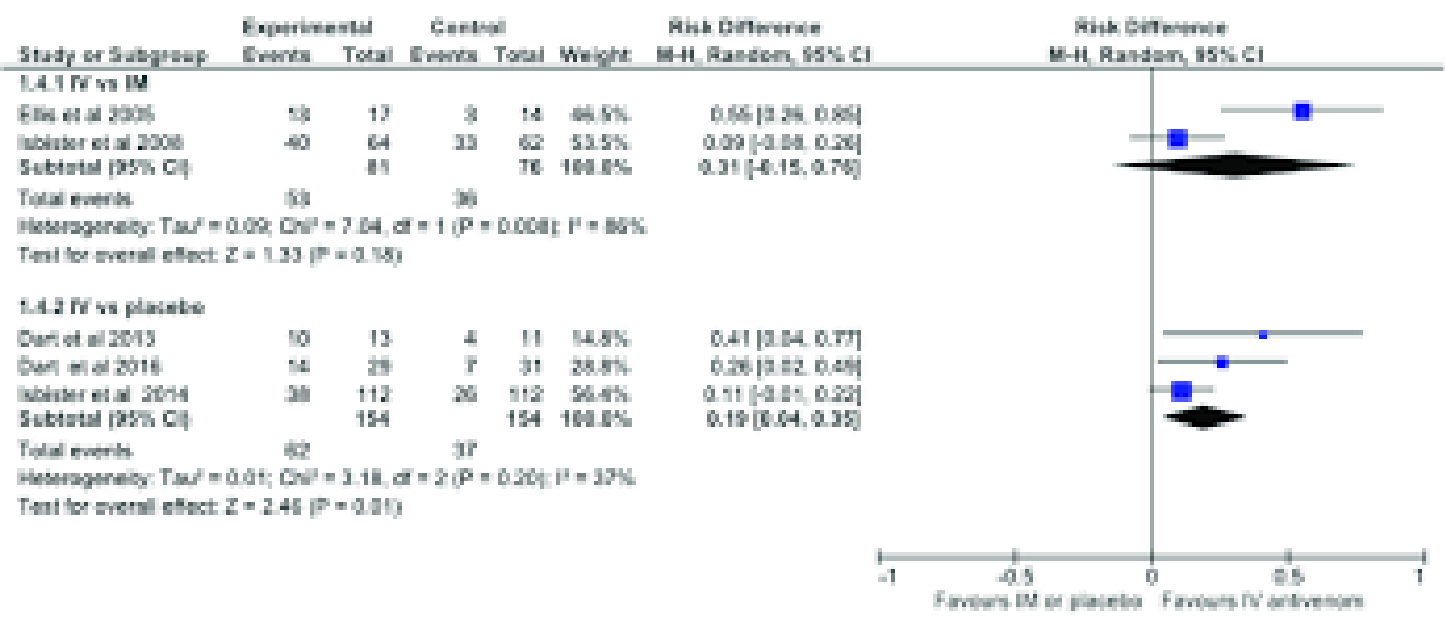 Experimental Control Risk Difference Risk Difference
Study or Subgroup Events Total Events Total Weight M-H, Random, 95% CI M-H, Random, 95% CI
1.4.1 IV vs IM
Ellis et al 2005 13 17 3 14 46.5% 0.55 [0.26, 0.85]
Isbister et al 2008 40 64 33 62 53.5% 0.09 [-0.08, 0.26]
Subtotal (95% CI) 81 76 100.0% 0.31 [-0.15, 0.76]
Total events 53 36
Heterogeneity: Tau² = 0.09; Chi² = 7.04, df = 1 (P = 0.008); I² = 86%
Test for overall effect: Z = 1.33 (P = 0.18)
1.4.2 IV vs placebo
Dart et al 2013 10 13 4 11 14.8% 0.41 [0.04, 0.77]
Dart et al 2016 14 29 7 31 28.8% 0.26 [0.02, 0.49]
Isbister et al 2014 38 112 26 112 56.4% 0.11 [-0.01, 0.22]
Subtotal (95% CI) 154 154 100.0% 0.19 [0.04, 0.35]
Total events 62 37
Heterogeneity: Tau² = 0.01; Chi² = 3.18, df = 2 (P = 0.20); I² = 37%
Test for overall effect: Z = 2.46 (P = 0.01)
-1 -0.5 0 0.5 1
Favours IM or placebo Favours IV antivenom